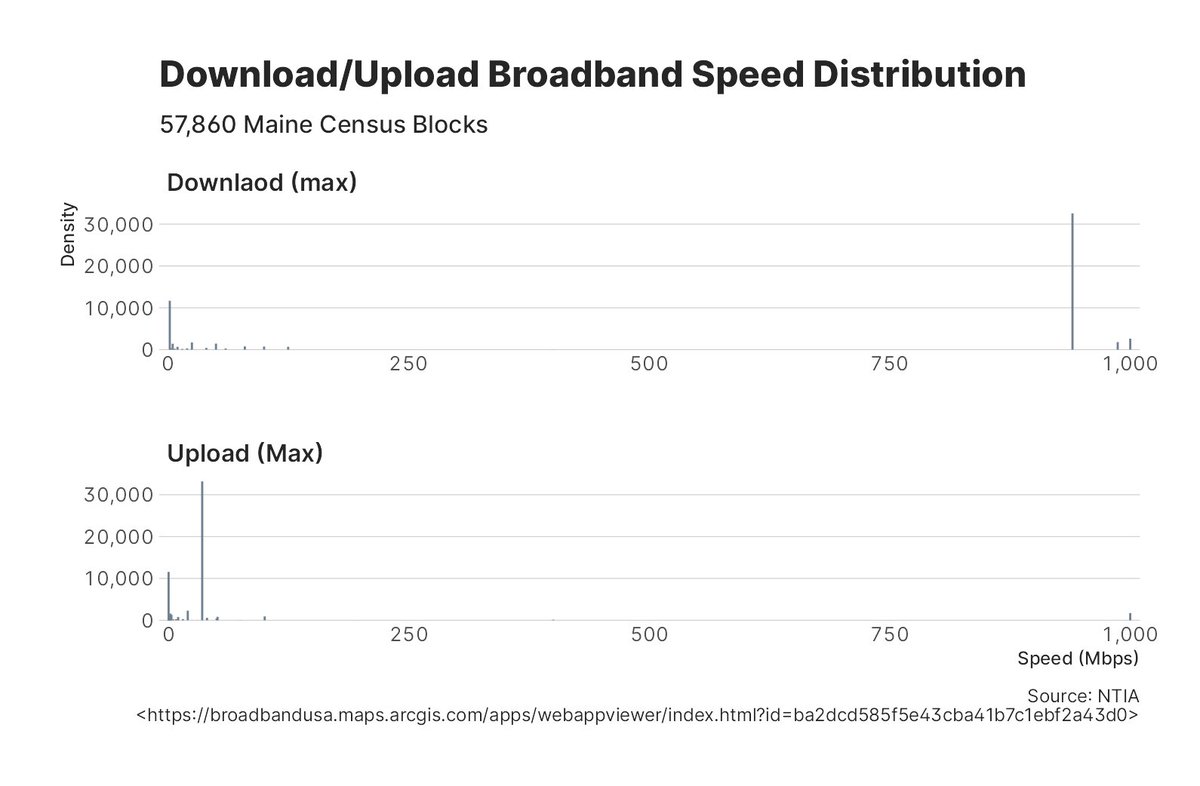 Download/Upload Broadband Speed Distribution
57,860 Maine Census Blocks
Downlaod (max)
Density
30,000
20,000
10,000
0
0 250 500 750 1,000
Upload (Max)
30,000
20,000
10,000
0
0 250 500 750 1,000
Speed (Mbps)
Source: NTIA
<https://broadbandusa.maps.arcgis.com/apps/webappviewer/index.html?id=ba2dcd585f5e43cba41b7c1ebf2a43d0>